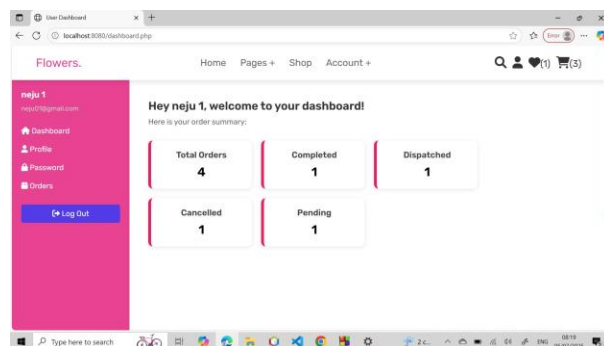 User Dashboard
localhost:8080/dashboard.php
Error
Flowers.
Home Pages + Shop Account +
(1) (3)
neju 1
neju01@gmail.com
Dashboard
Profile
Password
Orders
Log Out
Hey neju 1, welcome to your dashboard!
Here is your order summary:
Total Orders
4
Completed
1
Dispatched
1
Cancelled
1
Pending
1
Type here to search
ENG
08:19